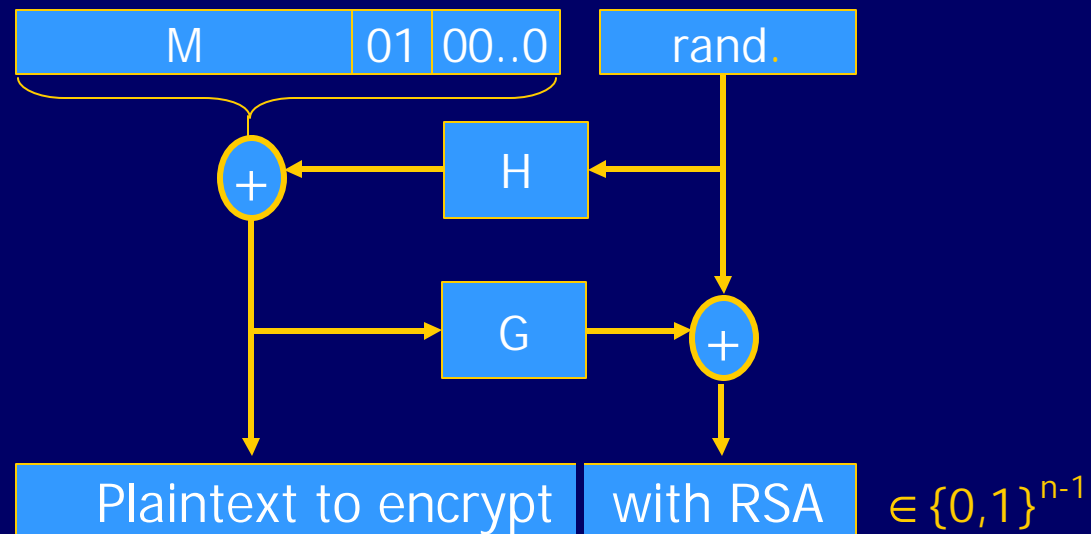 M 01 00..0 rand.
+ H
G +
Plaintext to encrypt with RSA ∈ {0,1}ⁿ⁻¹